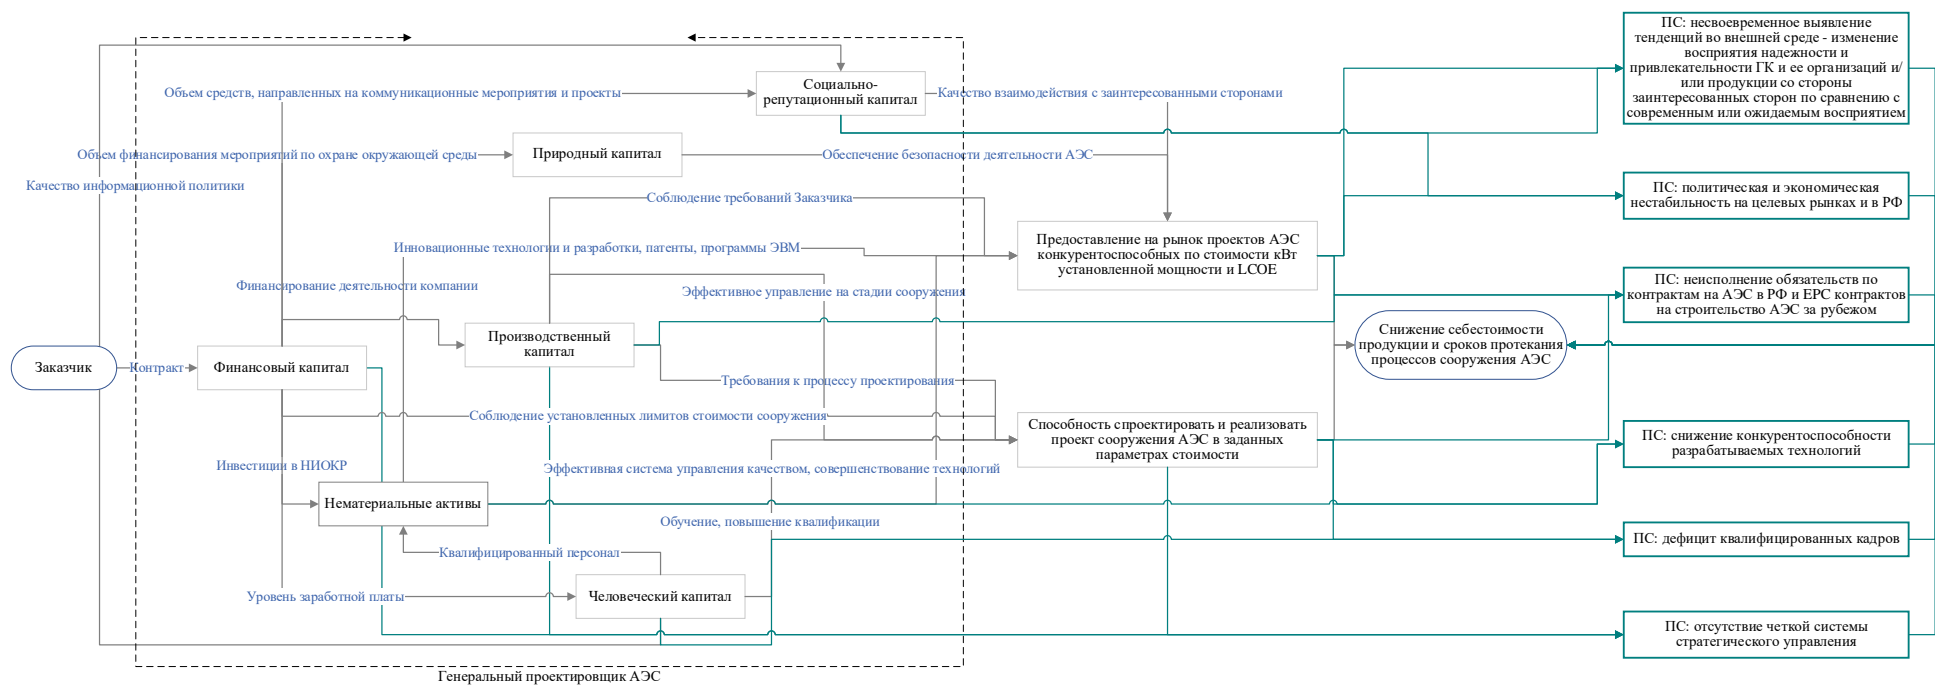 ПС: несвоевременное выявление
тенденций во внешней среде - изменение
восприятия надежности и
привлекательности ГК и ее организаций и/
или продукции со стороны
заинтересованных сторон по сравнению с
современным или ожидаемым восприятием
Социально-
репутационный капитал
Объем средств, направленных на коммуникационные мероприятия и проекты
Качество взаимодействия с заинтересованными сторонами
Объем финансирования мероприятий по охране окружающей среды
Природный капитал
Обеспечение безопасности деятельности АЭС
Качество информационной политики
Соблюдение требований Заказчика
ПС: политическая и экономическая
нестабильность на целевых рынках и в РФ
Инновационные технологии и разработки, патенты, программы ЭВМ
Предоставление на рынок проектов АЭС
конкурентоспособных по стоимости кВт
установленной мощности и LCOE
Финансирование деятельности компании
Эффективное управление на стадии сооружения
ПС: неисполнение обязательств по
контрактам на АЭС в РФ и ЕРС контрактов
на строительство АЭС за рубежом
Производственный
капитал
Снижение себестоимости
продукции и сроков протекания
процессов сооружения АЭС
Заказчик
Контракт
Финансовый капитал
Требования к процессу проектирования
Соблюдение установленных лимитов стоимости сооружения
Способность спроектировать и реализовать
проект сооружения АЭС в заданных
параметрах стоимости
ПС: снижение конкурентоспособности
разрабатываемых технологий
Инвестиции в НИОКР
Эффективная система управления качеством, совершенствование технологий
Нематериальные активы
Обучение, повышение квалификации
Квалифицированный персонал
ПС: дефицит квалифицированных кадров
Уровень заработной платы
Человеческий капитал
ПС: отсутствие четкой системы
стратегического управления
Генеральный проектировщик АЭС